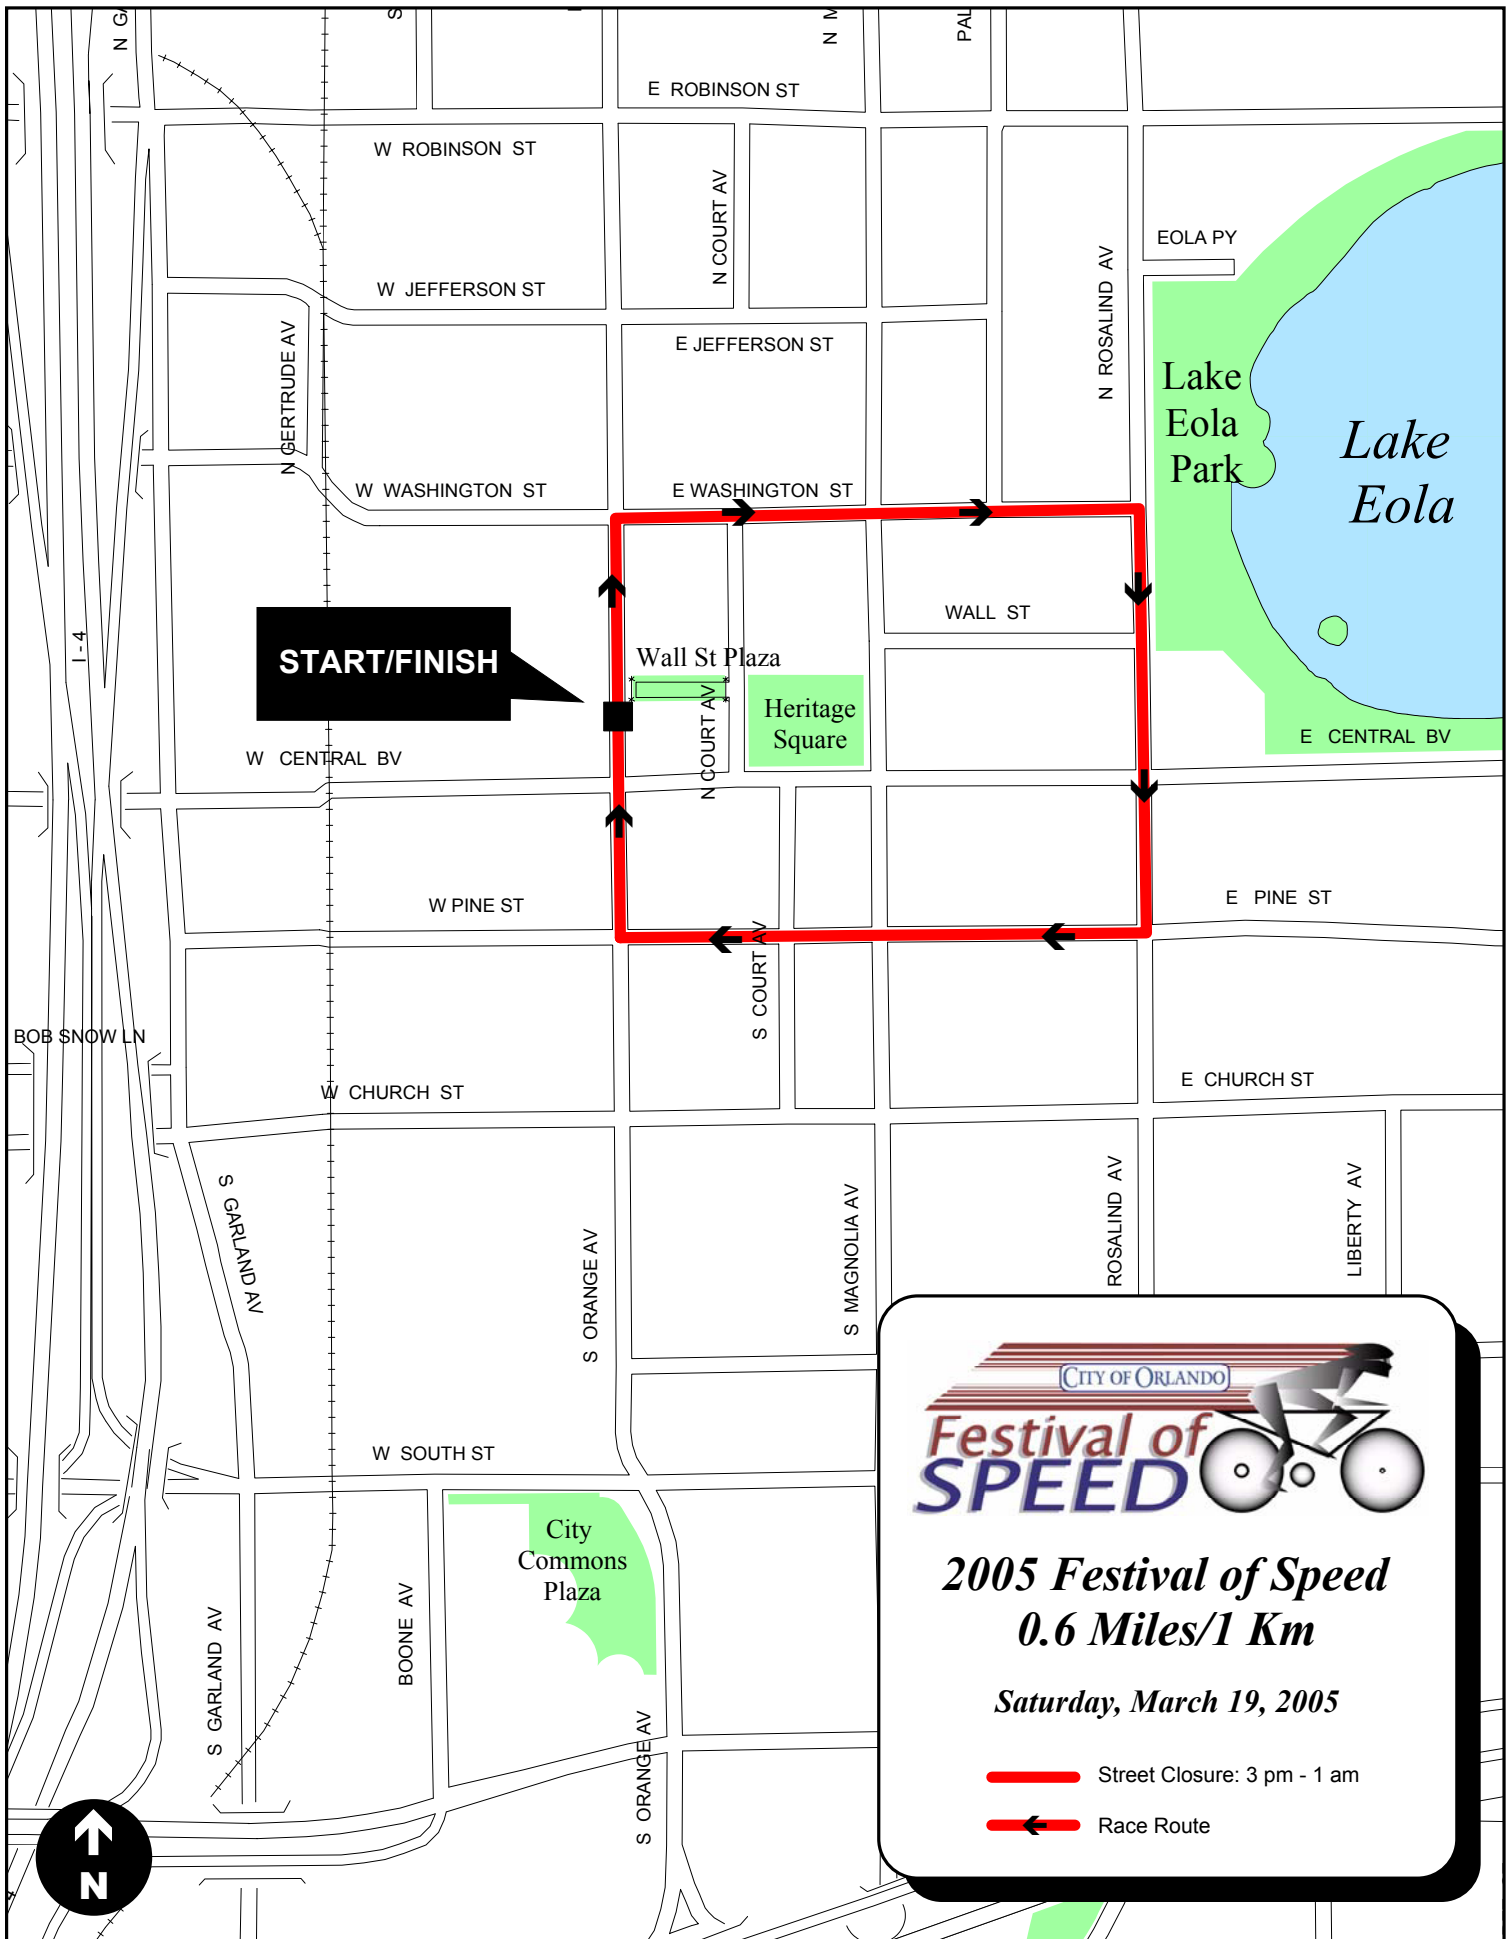 N GA
S
N M
PAL
E ROBINSON ST
W ROBINSON ST
N COURT AV
EOLA PY
N ROSALIND AV
W JEFFERSON ST
E JEFFERSON ST
N GERTRUDE AV
Lake
Eola
Park
Lake
Eola
W WASHINGTON ST
E WASHINGTON ST
WALL ST
I - 4
START/FINISH
Wall St Plaza
Heritage
Square
N COURT AV
E CENTRAL BV
W CENTRAL BV
W PINE ST
E PINE ST
S COURT AV
BOB SNOW LN
W CHURCH ST
E CHURCH ST
S GARLAND AV
S ORANGE AV
S MAGNOLIA AV
ROSALIND AV
LIBERTY AV
W SOUTH ST
City
Commons
Plaza
BOONE AV
S GARLAND AV
S ORANGE AV
N
CITY OF ORLANDO
Festival of
SPEED
2005 Festival of Speed
0.6 Miles/1 Km
Saturday, March 19, 2005
Street Closure: 3 pm - 1 am
Race Route